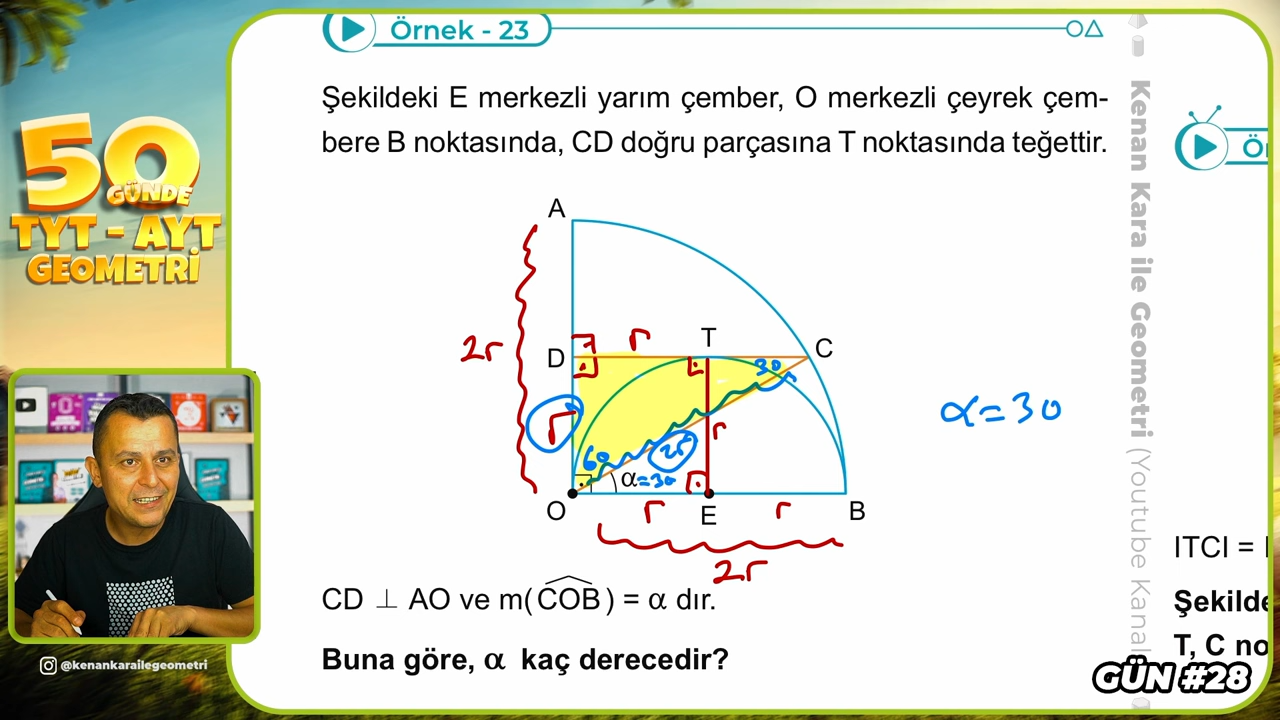 Örnek - 23
50
GÜNDE
TYT - AYT
GEOMETRİ
Şekildeki E merkezli yarım çember, O merkezli çeyrek çem-
bere B noktasında, CD doğru parçasına T noktasında teğettir.
A
2r
D
r
T
C
30
r
60
2r
r
α=30
O
r
E
r
B
2r
α=30
CD ⊥ AO ve m(COB) = α dır.
Buna göre, α kaç derecedir?
Kenan Kara ile Geometri (Youtube Kanal
ITCI =
Şekilde
T, C no
GÜN #28
@kenankarailegeometri